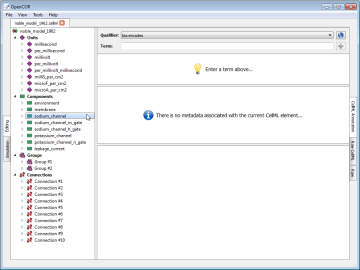 OpenCOR
File View Tools Help
noble_model_1962.cellml
noble_model_1962
Units
millisecond
per_millisecond
millivolt
per_millivolt
per_millivolt_millisecond
milliS_per_cm2
microF_per_cm2
microA_per_cm2
Components
environment
membrane
sodium_channel
sodium_channel_m_gate
sodium_channel_h_gate
potassium_channel
potassium_channel_n_gate
leakage_current
Groups
Group #1
Group #2
Connections
Connection #1
Connection #2
Connection #3
Connection #4
Connection #5
Connection #6
Connection #7
Connection #8
Connection #9
Connection #10
Editing
Simulation
Qualifier: bio:encodes
Term:
Enter a term above...
There is no metadata associated with the current CellML element...
CellML Annotation
Raw CellML
Raw